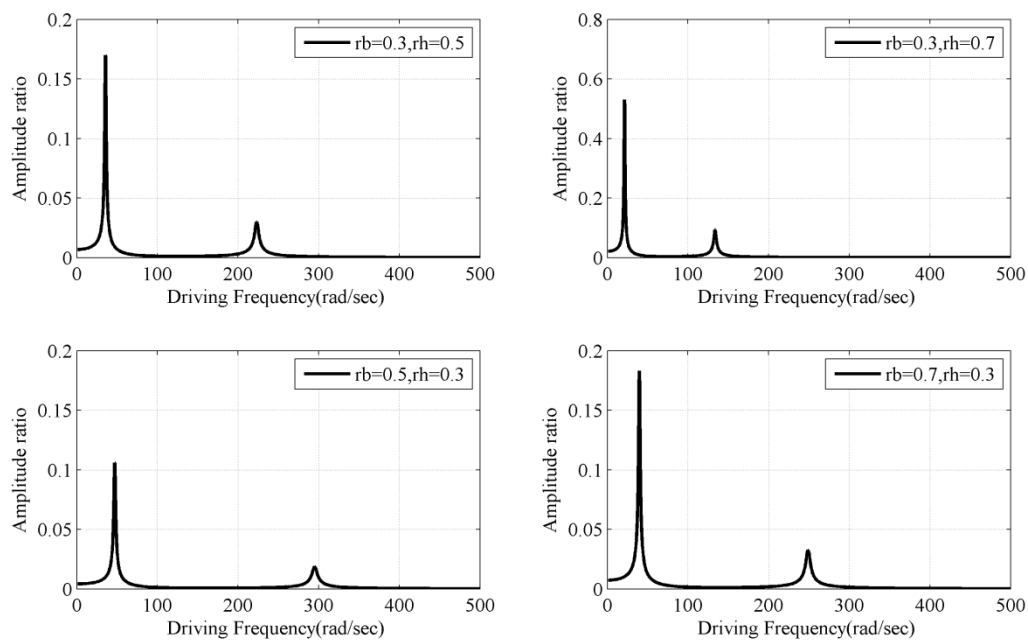 0.2
0.15
0.1
0.05
0
Amplitude ratio
rb=0.3,rh=0.5
0 100 200 300 400 500
Driving Frequency(rad/sec)
0.8
0.6
0.4
0.2
0
Amplitude ratio
rb=0.3,rh=0.7
0 100 200 300 400 500
Driving Frequency(rad/sec)
0.2
0.15
0.1
0.05
0
Amplitude ratio
rb=0.5,rh=0.3
0 100 200 300 400 500
Driving Frequency(rad/sec)
0.2
0.15
0.1
0.05
0
Amplitude ratio
rb=0.7,rh=0.3
0 100 200 300 400 500
Driving Frequency(rad/sec)